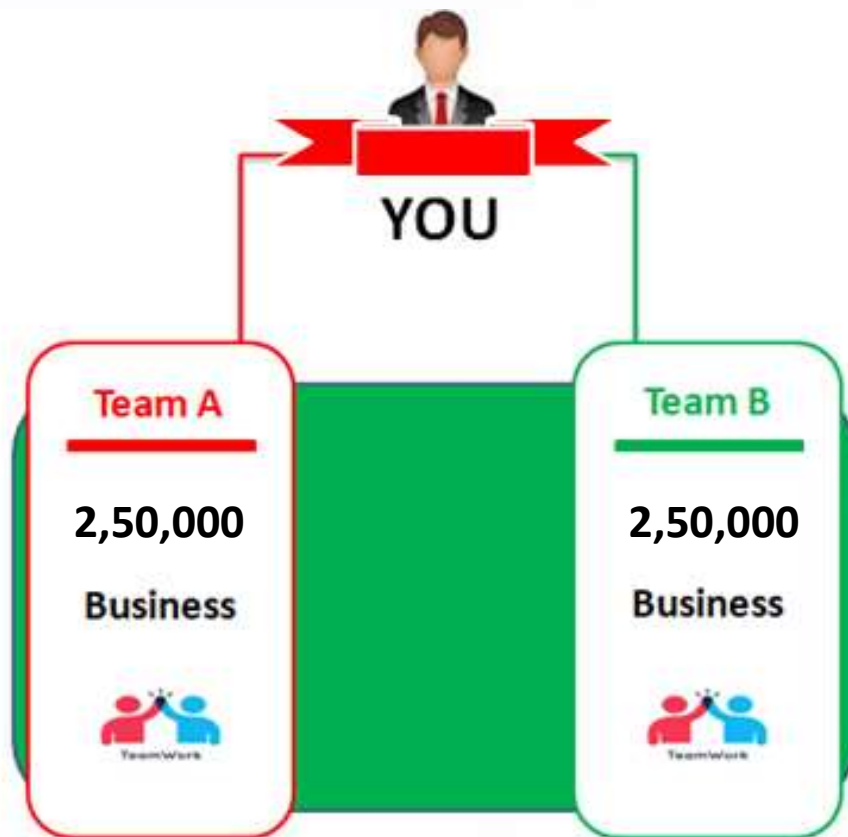 YOU
Team A
2,50,000
Business
TeamWork
Team B
2,50,000
Business
TeamWork